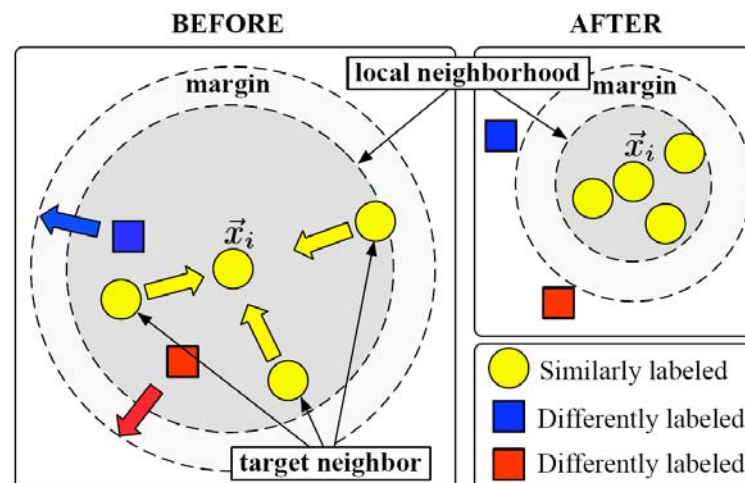 BEFORE
AFTER
local neighborhood
margin
margin
x⃗ᵢ
x⃗ᵢ
target neighbor
Similarly labeled
Differently labeled
Differently labeled